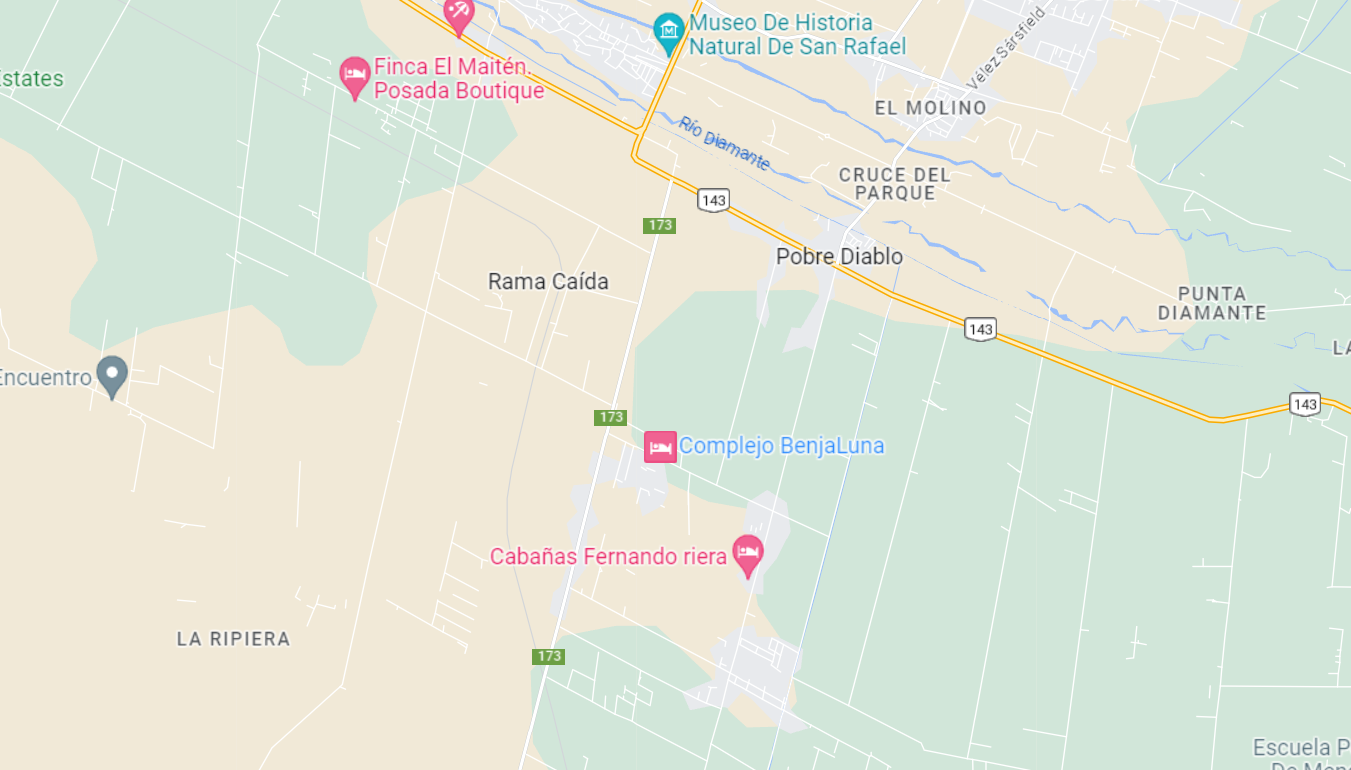 Museo De Historia
Natural De San Rafael
Vélez Sársfield
Estates
Finca El Maitén.
Posada Boutique
EL MOLINO
Río Diamante
CRUCE DEL
PARQUE
143
173
Pobre Diablo
Rama Caída
PUNTA
DIAMANTE
143
LA
Encuentro
143
173
Complejo BenjaLuna
Cabañas Fernando riera
LA RIPIERA
173
Escuela P
De Mon